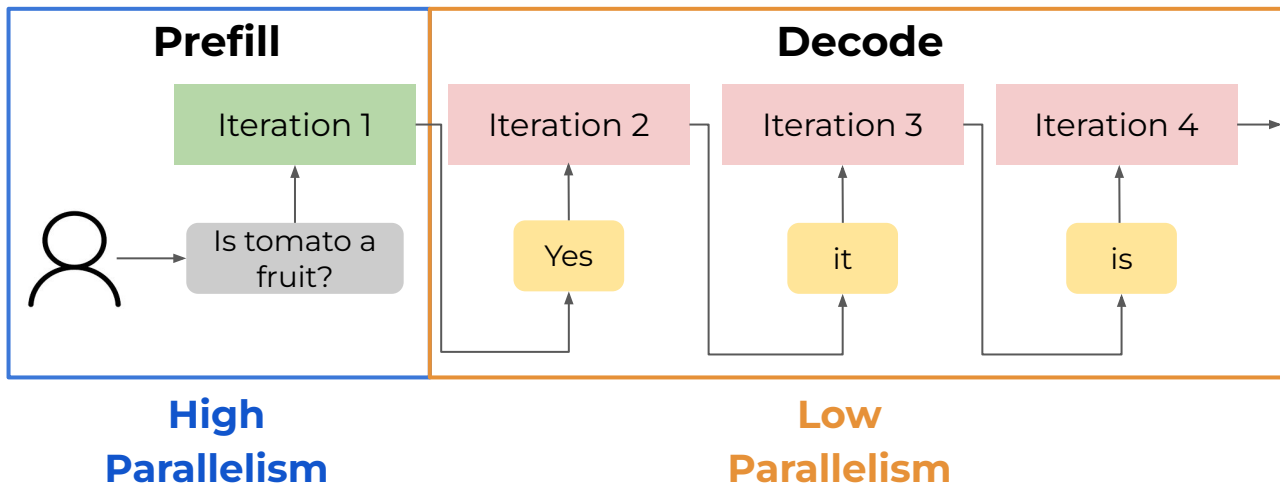 Prefill
Decode
Iteration 1
Iteration 2
Iteration 3
Iteration 4
Is tomato a
fruit?
Yes
it
is
High
Parallelism
Low
Parallelism